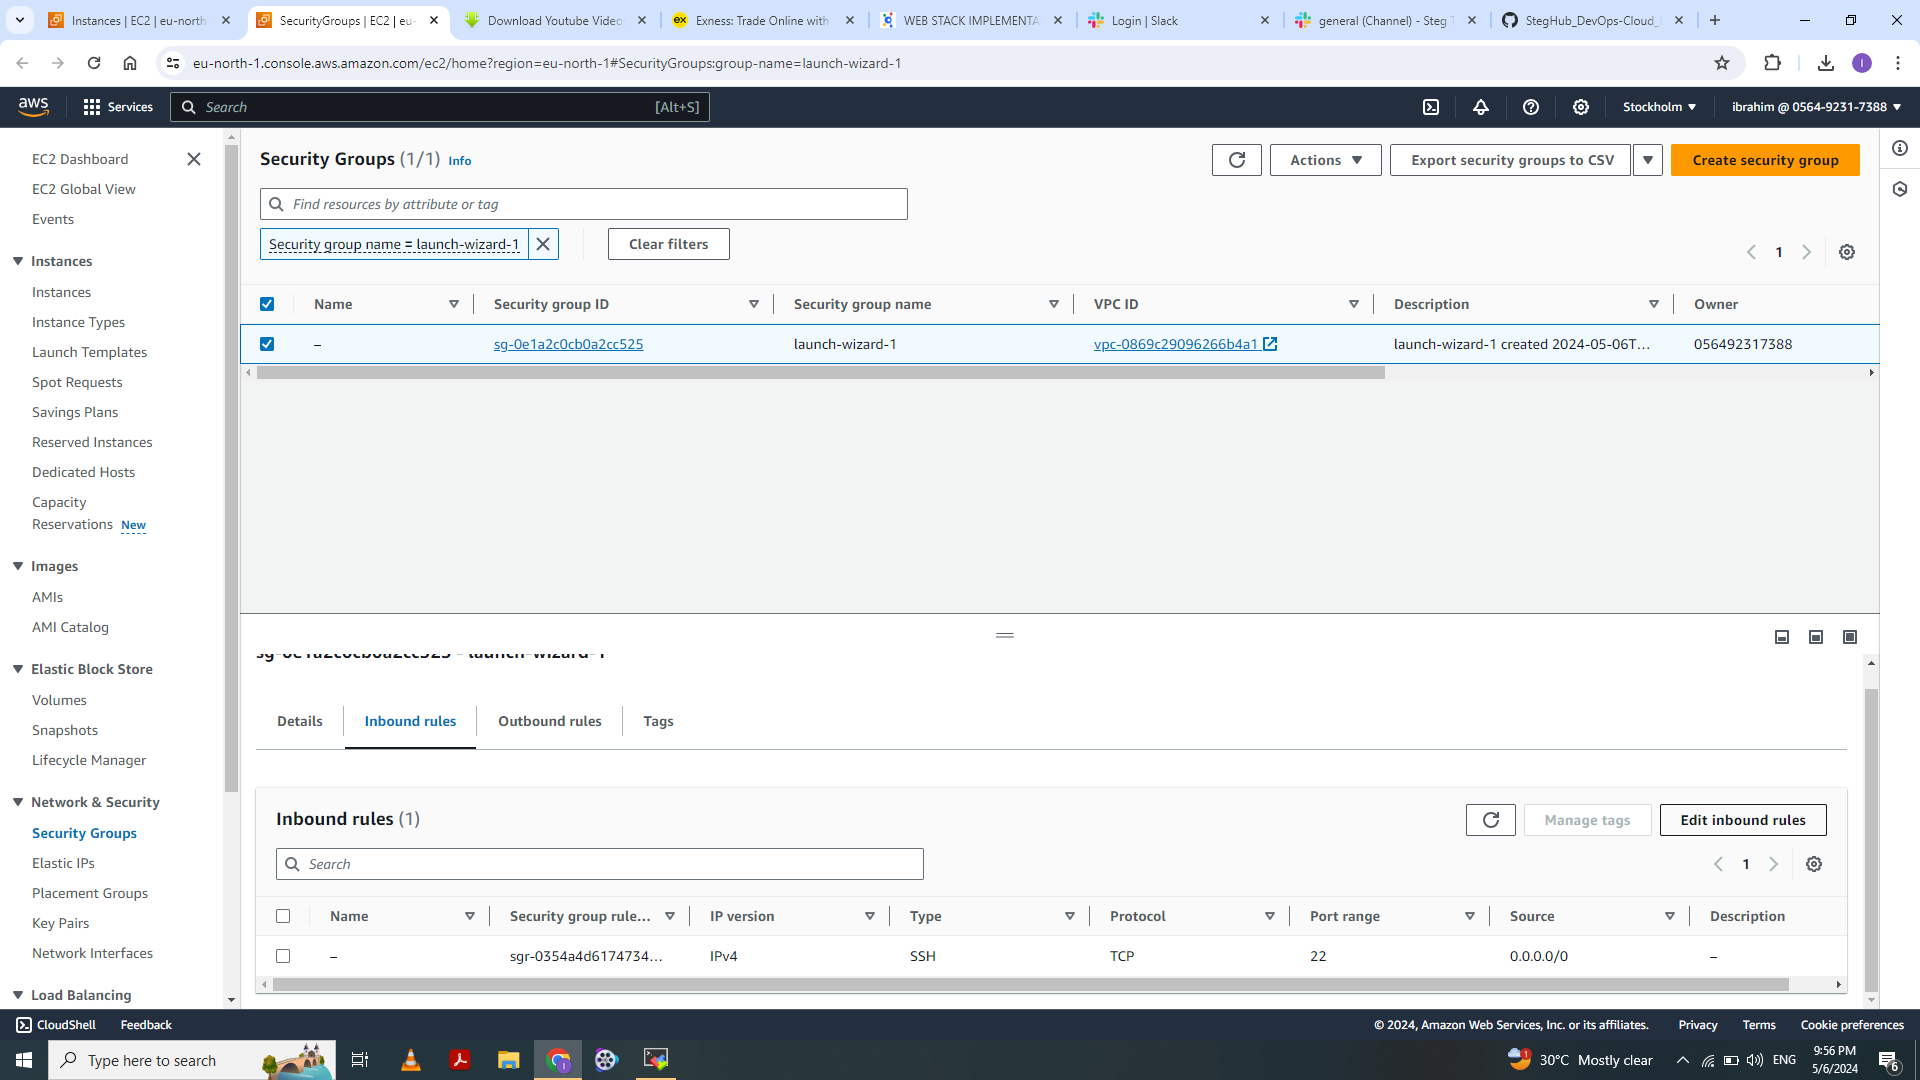 Instances | EC2 | eu-north
SecurityGroups | EC2 | eu-
Download Youtube Videos
Exness: Trade Online with
WEB STACK IMPLEMENTA
Login | Slack
general (Channel) - Steg T
StegHub_DevOps-Cloud_
eu-north-1.console.aws.amazon.com/ec2/home?region=eu-north-1#SecurityGroups:group-name=launch-wizard-1
I
aws
Services
Search
[Alt+S]
Stockholm
ibrahim @ 0564-9231-7388
EC2 Dashboard
EC2 Global View
Events
Instances
Instances
Instance Types
Launch Templates
Spot Requests
Savings Plans
Reserved Instances
Dedicated Hosts
Capacity
Reservations New
Images
AMIs
AMI Catalog
Elastic Block Store
Volumes
Snapshots
Lifecycle Manager
Network & Security
Security Groups
Elastic IPs
Placement Groups
Key Pairs
Network Interfaces
Load Balancing
Security Groups (1/1) Info
Actions
Export security groups to CSV
Create security group
Find resources by attribute or tag
Security group name = launch-wizard-1
Clear filters
1
Name
Security group ID
Security group name
VPC ID
Description
Owner
–
sg-0e1a2c0cb0a2cc525
launch-wizard-1
vpc-0869c29096266b4a1
launch-wizard-1 created 2024-05-06T...
056492317388
sg-0e1a2c0cb0a2cc525 - launch-wizard-1
Details
Inbound rules
Outbound rules
Tags
Inbound rules (1)
Manage tags
Edit inbound rules
Search
1
Name
Security group rule...
IP version
Type
Protocol
Port range
Source
Description
–
sgr-0354a4d6174734...
IPv4
SSH
TCP
22
0.0.0.0/0
–
CloudShell
Feedback
© 2024, Amazon Web Services, Inc. or its affiliates.
Privacy
Terms
Cookie preferences
Type here to search
1
30°C Mostly clear
ENG
9:56 PM
5/6/2024
6